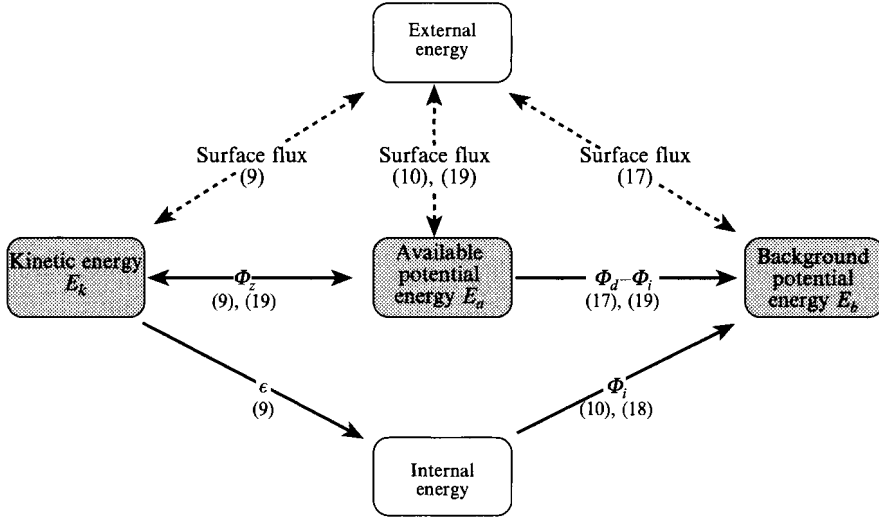 External
energy
Surface flux
(9)
Surface flux
(10), (19)
Surface flux
(17)
Kinetic energy
E_k
Φ_z
(9), (19)
Available
potential
energy E_a
Φ_d–Φ_i
(17), (19)
Background
potential
energy E_b
ϵ
(9)
Φ_i
(10), (18)
Internal
energy